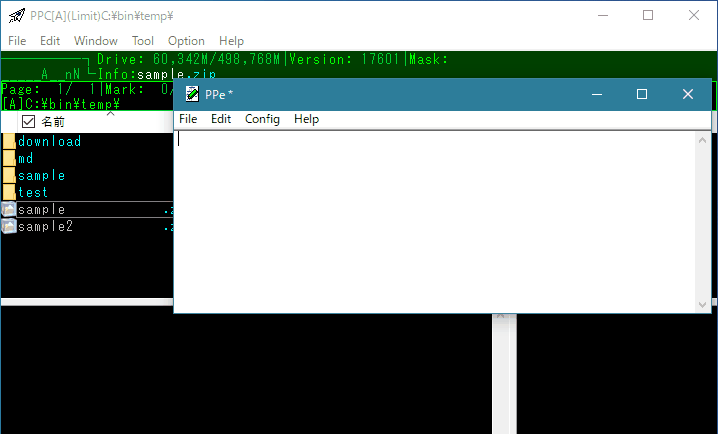 PPC[A](Limit)C:¥bin¥temp¥
File Edit Window Tool Option Help
Drive: 60,342M/498,768M|Version: 17601|Mask:
_____A__nN Info:sample.zip
Page: 1/ 1|Mark: 0/
[A]C:¥bin¥temp¥
名前
download
md
sample
test
sample .z
sample2 .z
PPe *
File Edit Config Help